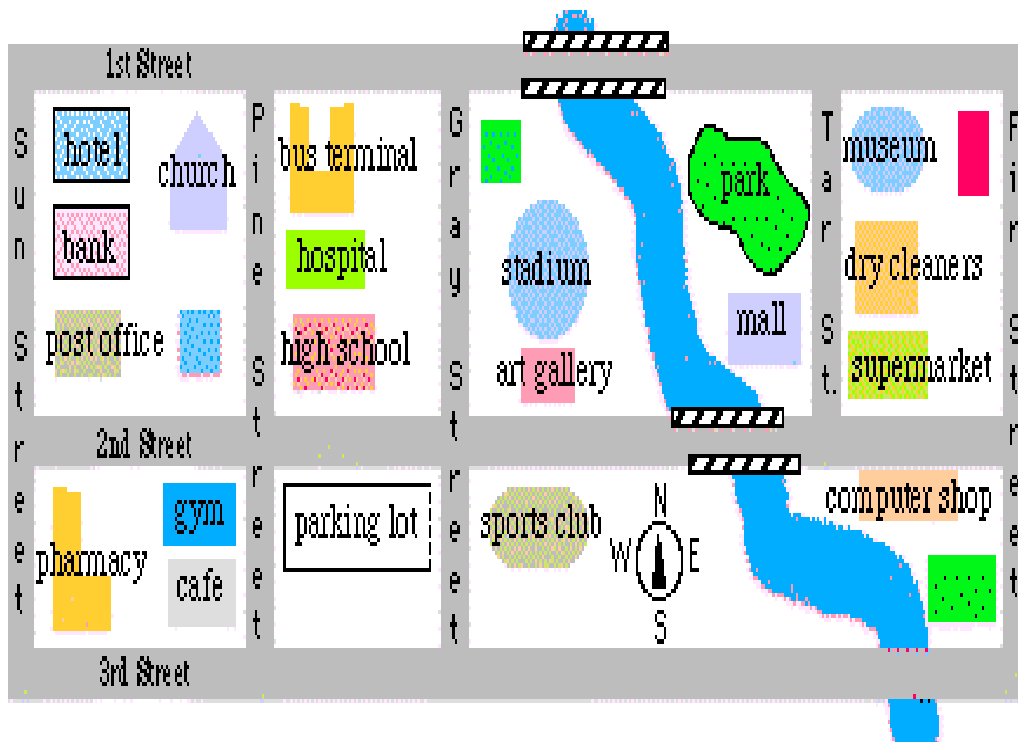 1st Street
Sun Street
Pine Street
Gray Street
Tar St.
Fir Street
hotel
church
bus terminal
park
museum
bank
hospital
stadium
dry cleaners
post office
high school
art gallery
mall
supermarket
2nd Street
pharmacy
gym
cafe
parking lot
sports club
N
W E
S
computer shop
3rd Street